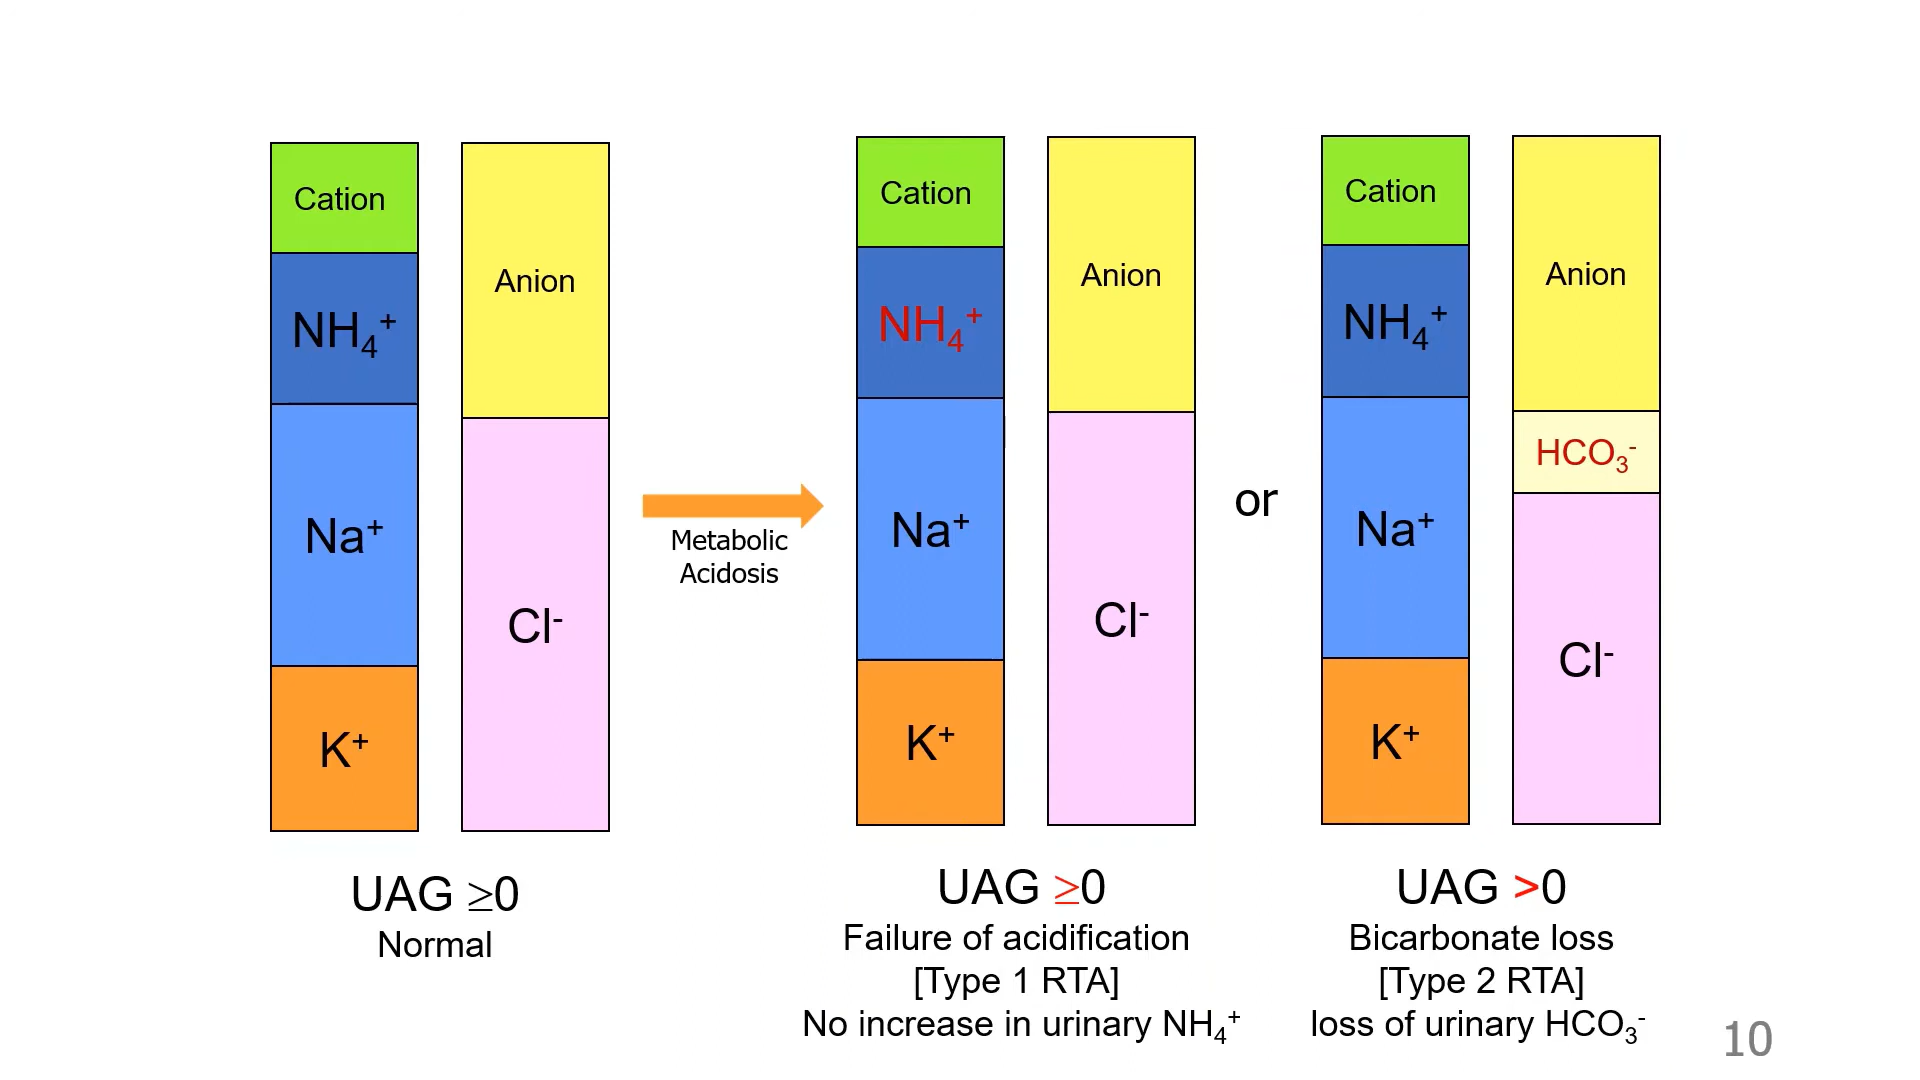 Cation
NH₄⁺
Na⁺
K⁺
Anion
Cl⁻
UAG ≥0
Normal
Metabolic
Acidosis
Cation
NH₄⁺
Na⁺
K⁺
Anion
Cl⁻
UAG ≥0
Failure of acidification
[Type 1 RTA]
No increase in urinary NH₄⁺
or
Cation
NH₄⁺
Na⁺
K⁺
Anion
HCO₃⁻
Cl⁻
UAG >0
Bicarbonate loss
[Type 2 RTA]
loss of urinary HCO₃⁻
10